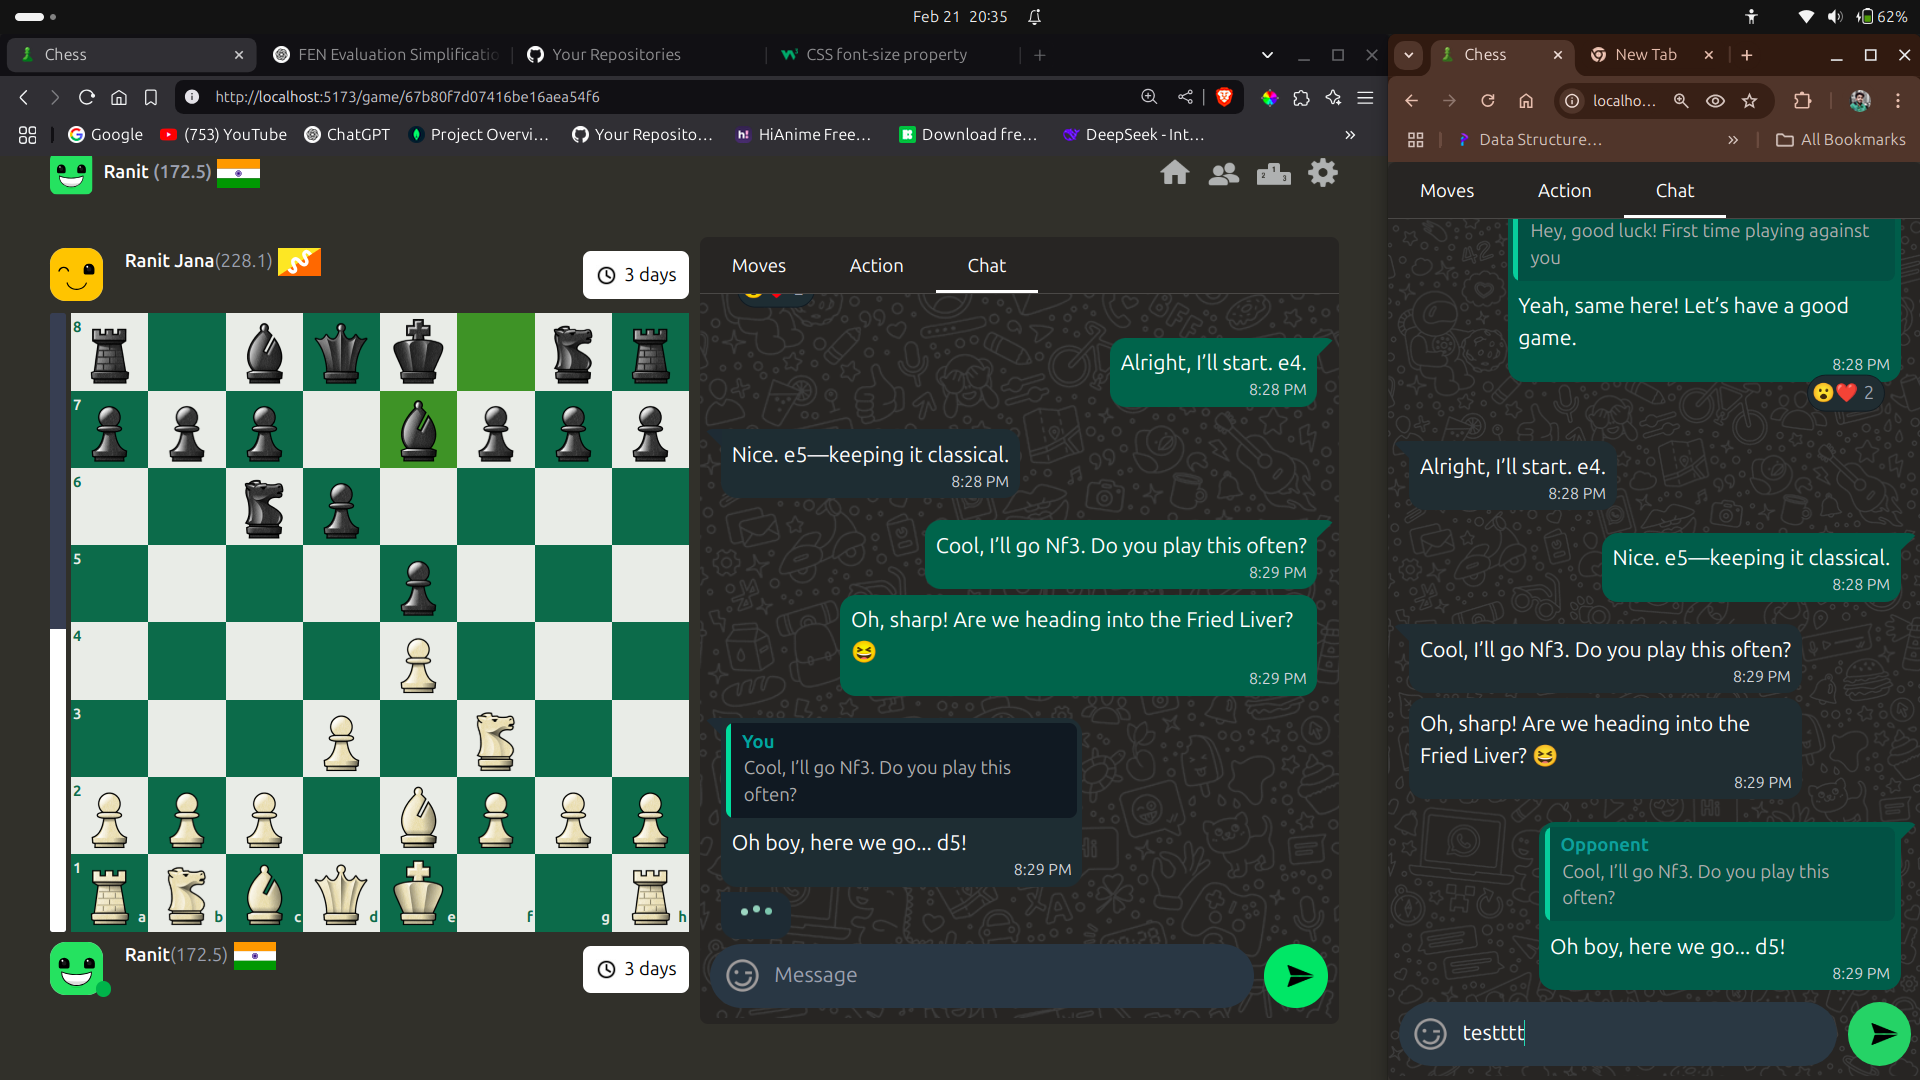 Feb 21 20:35
62%
Chess
FEN Evaluation Simplificatio
Your Repositories
CSS font-size property
http://localhost:5173/game/67b80f7d07416be16aea54f6
Google
(753) YouTube
ChatGPT
Project Overvi...
Your Reposito...
h!
HiAnime Free...
Download fre...
DeepSeek - Int...
»
Ranit (172.5)
1
2
3
Ranit Jana(228.1)
3 days
8
7
6
5
4
3
2
1
a
b
c
d
e
f
g
h
Ranit(172.5)
3 days
Moves
Action
Chat
Alright, I’ll start. e4.
8:28 PM
Nice. e5—keeping it classical.
8:28 PM
Cool, I’ll go Nf3. Do you play this often?
8:29 PM
Oh, sharp! Are we heading into the Fried Liver?
😆
8:29 PM
You
Cool, I’ll go Nf3. Do you play this
often?
Oh boy, here we go... d5!
8:29 PM
Message
Chess
New Tab
localho...
Data Structure...
»
All Bookmarks
Moves
Action
Chat
Hey, good luck! First time playing against
you
Yeah, same here! Let’s have a good
game.
8:28 PM
😮❤️ 2
Alright, I’ll start. e4.
8:28 PM
Nice. e5—keeping it classical.
8:28 PM
Cool, I’ll go Nf3. Do you play this often?
8:29 PM
Oh, sharp! Are we heading into the
Fried Liver? 😆
8:29 PM
Opponent
Cool, I’ll go Nf3. Do you play this
often?
Oh boy, here we go... d5!
8:29 PM
testttt